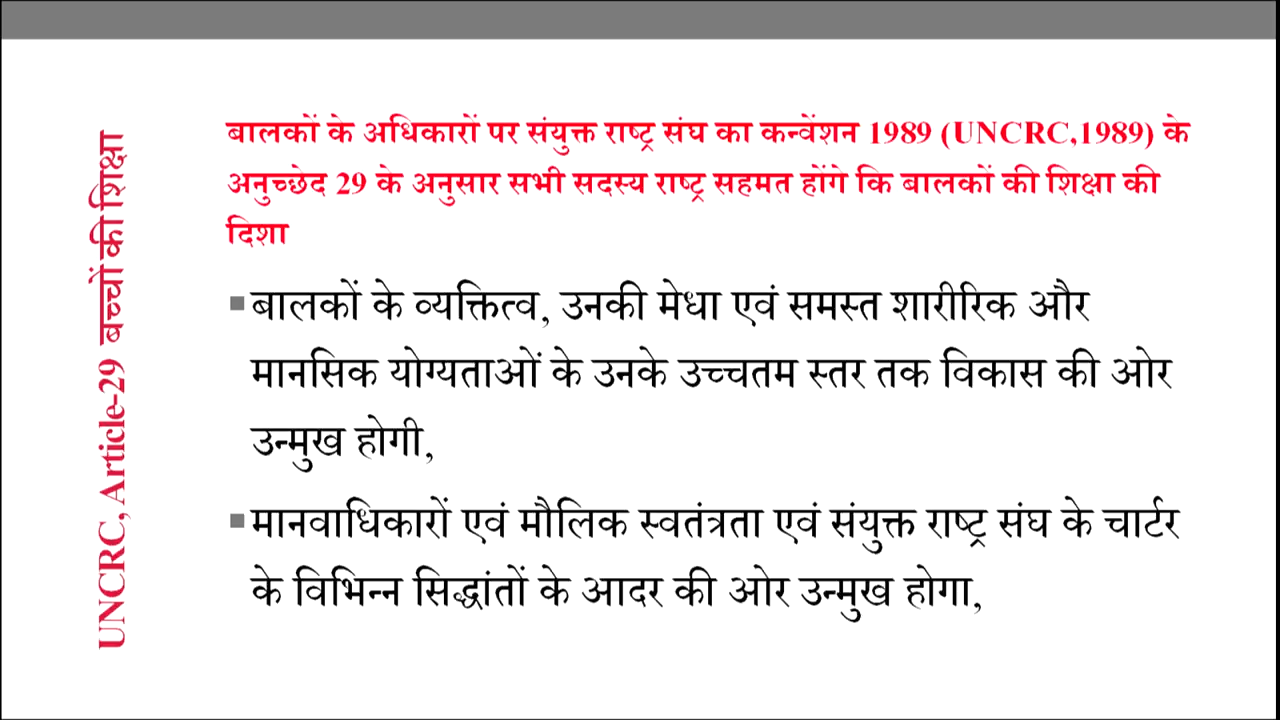 UNCRC, Article-29 बच्चों की शिक्षा
बालकों के अधिकारों पर संयुक्त राष्ट्र संघ का कन्वेंशन 1989 (UNCRC,1989) के
अनुच्छेद 29 के अनुसार सभी सदस्य राष्ट्र सहमत होंगे कि बालकों की शिक्षा की
दिशा
▪बालकों के व्यक्तित्व, उनकी मेधा एवं समस्त शारीरिक और
मानसिक योग्यताओं के उनके उच्चतम स्तर तक विकास की ओर
उन्मुख होगी,
▪मानवाधिकारों एवं मौलिक स्वतंत्रता एवं संयुक्त राष्ट्र संघ के चार्टर
के विभिन्न सिद्धांतों के आदर की ओर उन्मुख होगा,